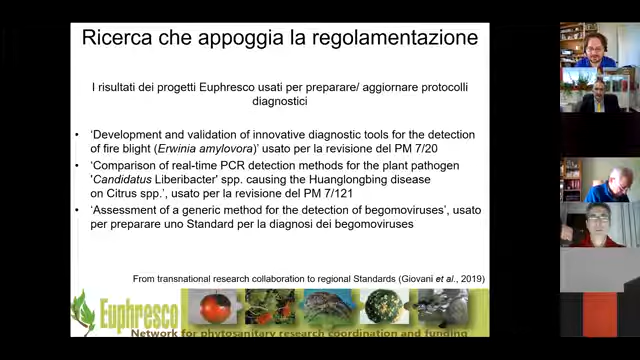 Ricerca che appoggia la regolamentazione
I risultati dei progetti Euphresco usati per preparare/ aggiornare protocolli
diagnostici
• 'Development and validation of innovative diagnostic tools for the detection
of fire blight (Erwinia amylovora)' usato per la revisione del PM 7/20
• 'Comparison of real-time PCR detection methods for the plant pathogen
'Candidatus Liberibacter' spp. causing the Huanglongbing disease
on Citrus spp.', usato per la revisione del PM 7/121
• 'Assessment of a generic method for the detection of begomoviruses', usato
per preparare uno Standard per la diagnosi dei begomoviruses
From transnational research collaboration to regional Standards (Giovani et al., 2019)
Euphresco
Network for phytosanitary research coordination and funding